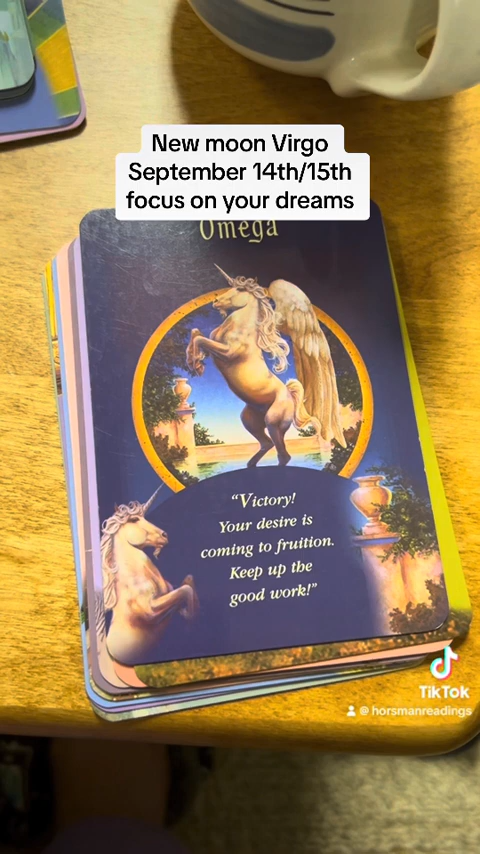 New moon Virgo
September 14th/15th
focus on your dreams
Omega
“Victory!
Your desire is
coming to fruition.
Keep up the
good work!”
TikTok
@horsmanreadings